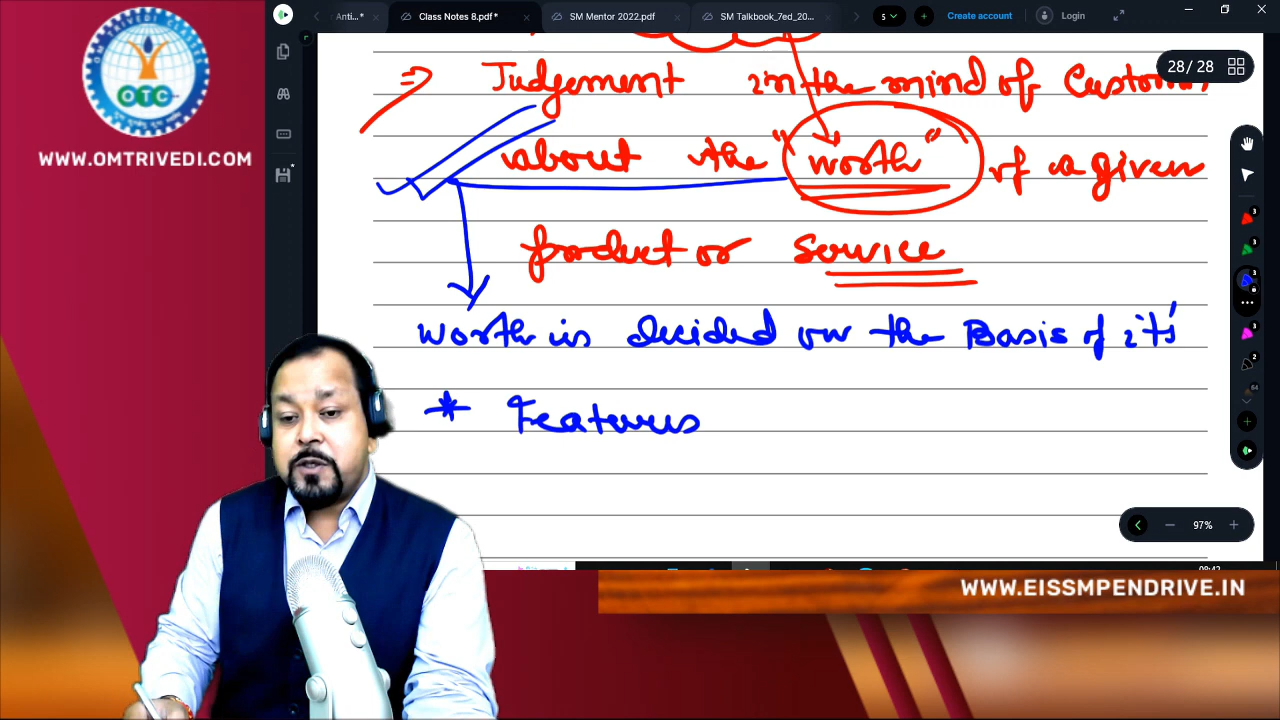 Anti...*
Class Notes 8.pdf*
SM Mentor 2022.pdf
SM Talkbook_7ed_20...
5
Create account
Login
28 / 28
⇒ Judgement in the mind of Customer
about the "worth" of a given
product or service
worth is decided on the Basis of it's
* Features
OTC
WWW.OMTRIVEDI.COM
97%
WWW.EISSMPENDRIVE.IN